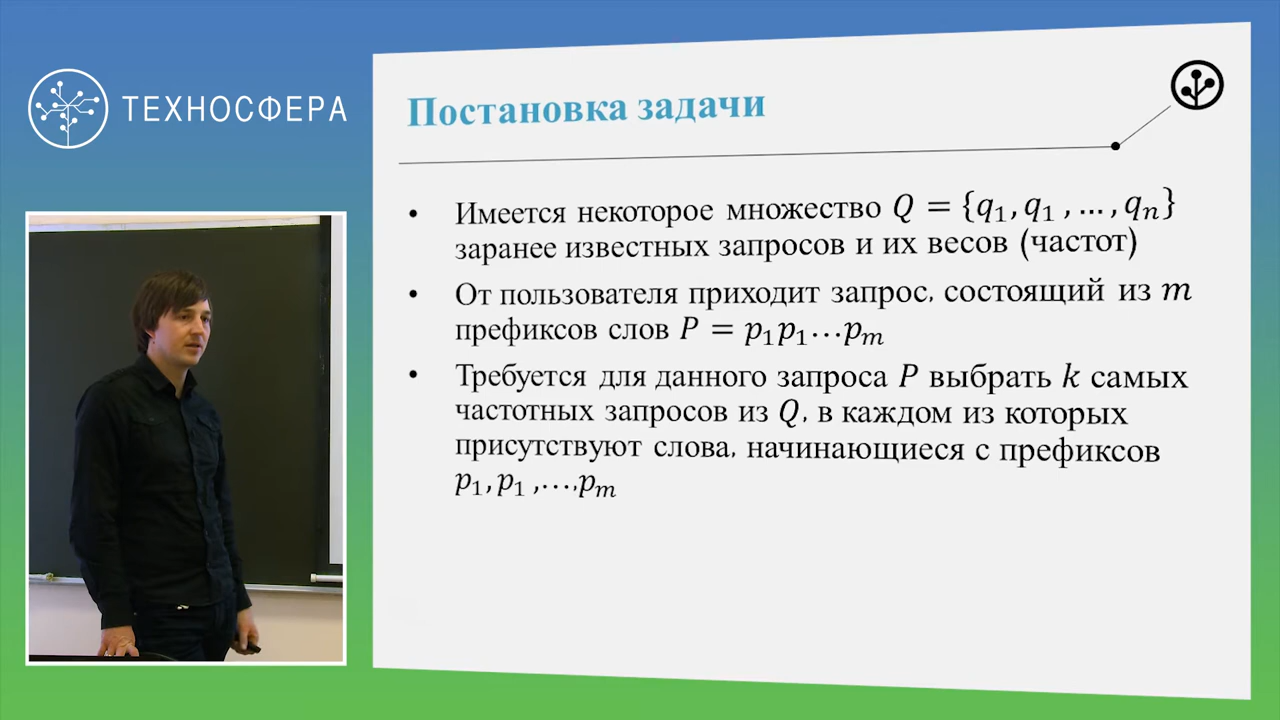 ТЕХНОСФЕРА
Постановка задачи
• Имеется некоторое множество Q = {q₁, q₁ , … , qₙ}
заранее известных запросов и их весов (частот)
• От пользователя приходит запрос, состоящий из m
префиксов слов P = p₁p₁…pₘ
• Требуется для данного запроса P выбрать k самых
частотных запросов из Q, в каждом из которых
присутствуют слова, начинающиеся с префиксов
p₁, p₁ ,…,pₘ